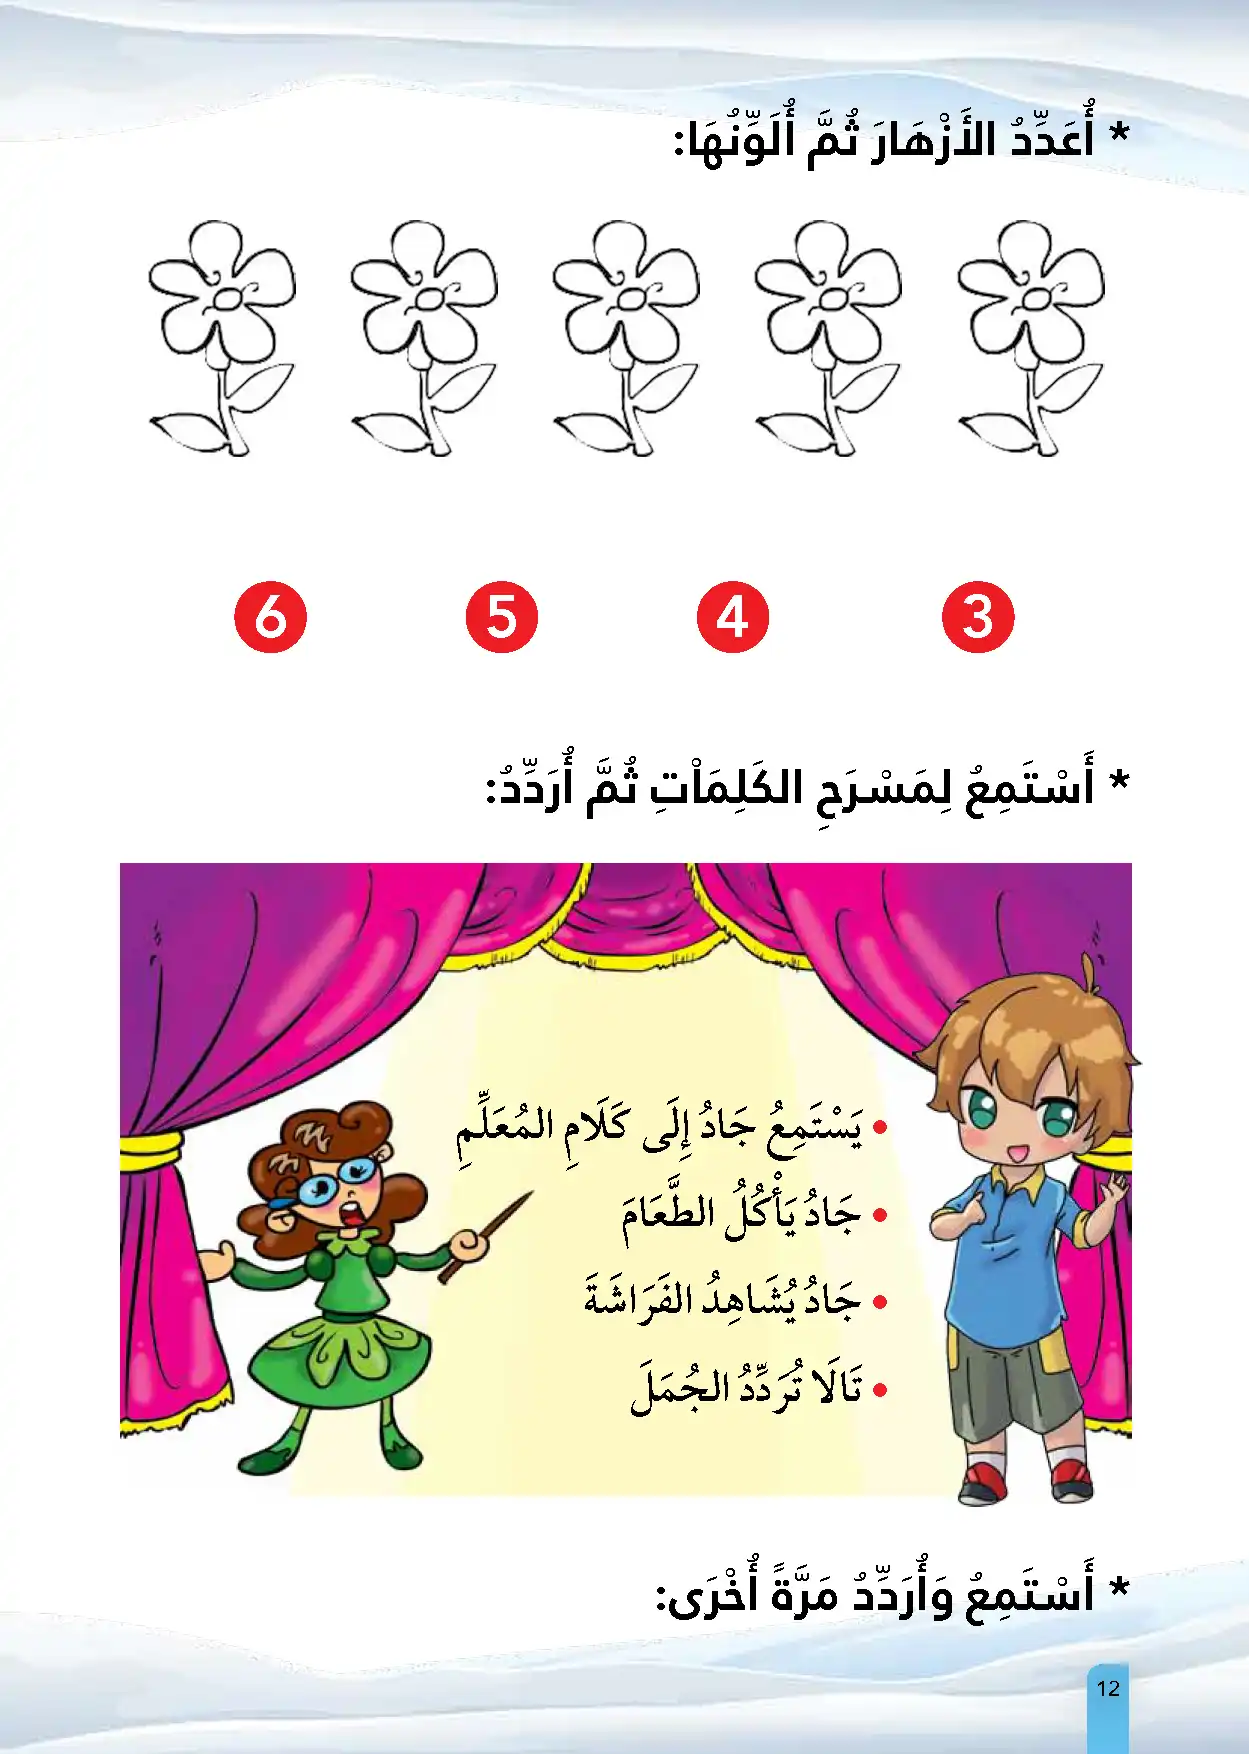 * أُعَدِّدُ الأَزْهَارَ ثُمَّ أُلَوِّنُهَا:
3 4 5 6
* أَسْتَمِعُ لِمَسْرَحِ الكَلِمَاْتِ ثُمَّ أُرَدِّدُ:
• يَسْتَمِعُ جَادُ إِلَى كَلَامِ المُعَلِّمِ
• جَادُ يَأْكُلُ الطَّعَامَ
• جَادُ يُشَاهِدُ الفَرَاشَةَ
• تَالَا تُرَدِّدُ الجُمَلَ
* أَسْتَمِعُ وَأُرَدِّدُ مَرَّةً أُخْرَى:
12